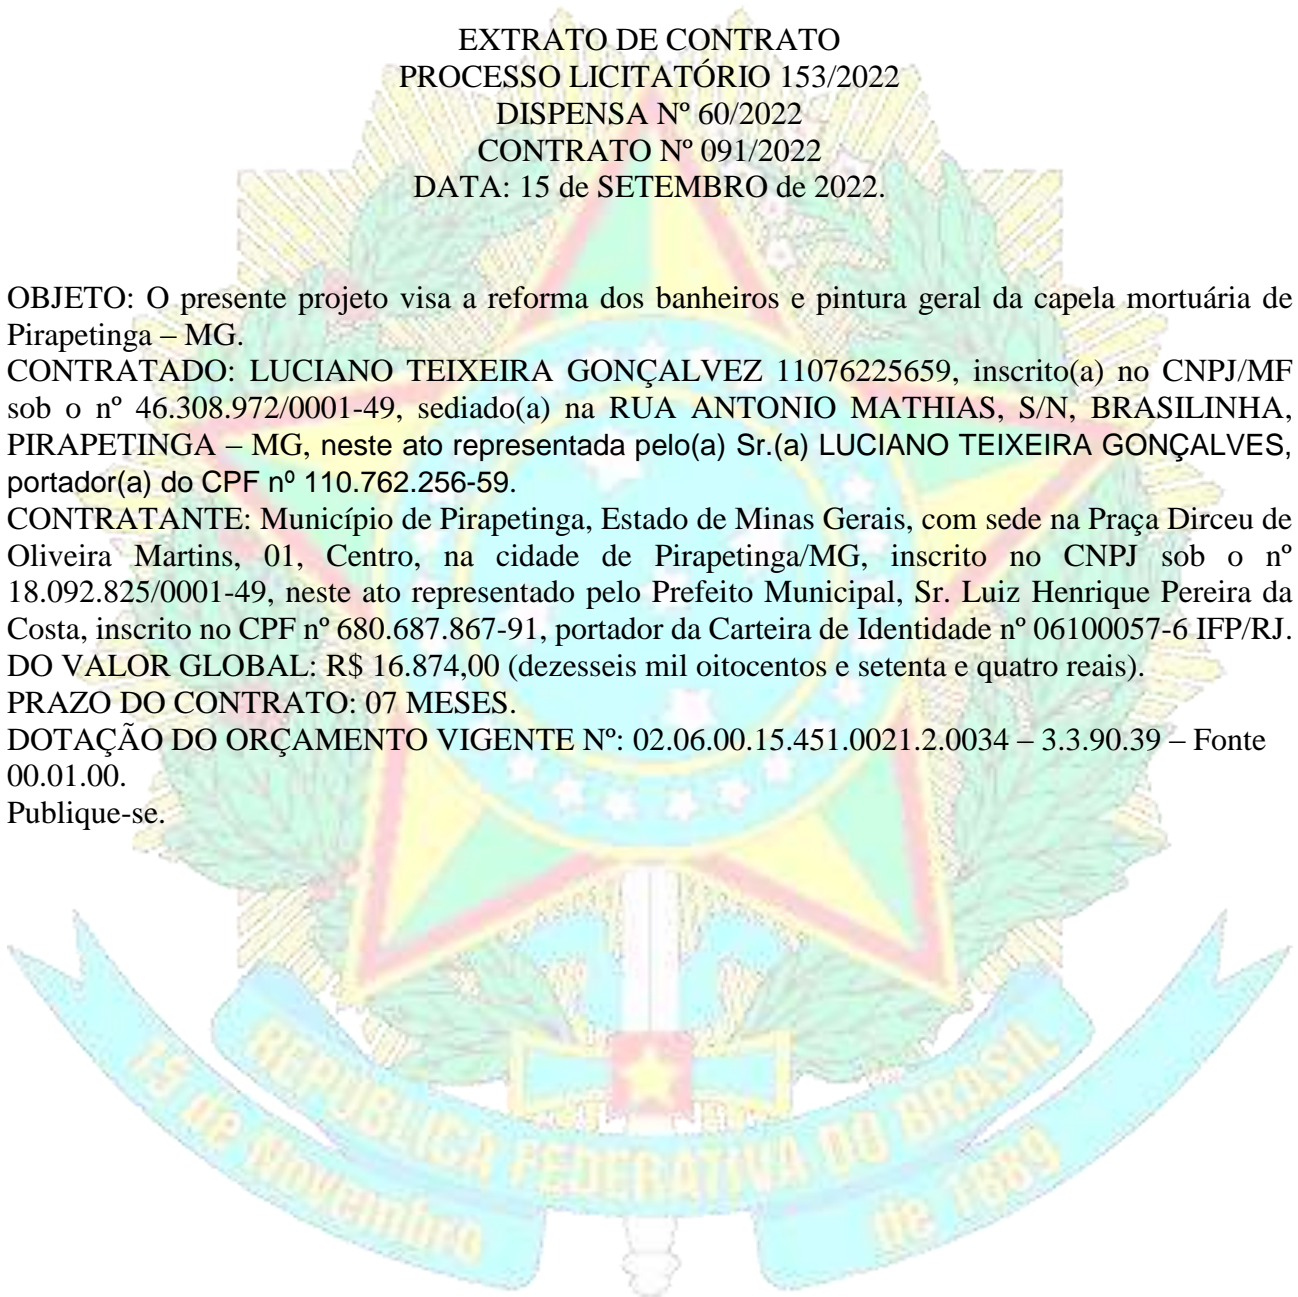 EXTRATO DE CONTRATO
PROCESSO LICITATÓRIO 153/2022
DISPENSA Nº 60/2022
CONTRATO Nº 091/2022
DATA: 15 de SETEMBRO de 2022.
OBJETO: O presente projeto visa a reforma dos banheiros e pintura geral da capela mortuária de
Pirapetinga – MG.
CONTRATADO: LUCIANO TEIXEIRA GONÇALVEZ 11076225659, inscrito(a) no CNPJ/MF
sob o nº 46.308.972/0001-49, sediado(a) na RUA ANTONIO MATHIAS, S/N, BRASILINHA,
PIRAPETINGA – MG, neste ato representada pelo(a) Sr.(a) LUCIANO TEIXEIRA GONÇALVES,
portador(a) do CPF nº 110.762.256-59.
CONTRATANTE: Município de Pirapetinga, Estado de Minas Gerais, com sede na Praça Dirceu de
Oliveira Martins, 01, Centro, na cidade de Pirapetinga/MG, inscrito no CNPJ sob o nº
18.092.825/0001-49, neste ato representado pelo Prefeito Municipal, Sr. Luiz Henrique Pereira da
Costa, inscrito no CPF nº 680.687.867-91, portador da Carteira de Identidade nº 06100057-6 IFP/RJ.
DO VALOR GLOBAL: R$ 16.874,00 (dezesseis mil oitocentos e setenta e quatro reais).
PRAZO DO CONTRATO: 07 MESES.
DOTAÇÃO DO ORÇAMENTO VIGENTE Nº: 02.06.00.15.451.0021.2.0034 – 3.3.90.39 – Fonte
00.01.00.
Publique-se.
REPÚBLICA FEDERATIVA DO BRASIL
15 de Novembro
de 1889